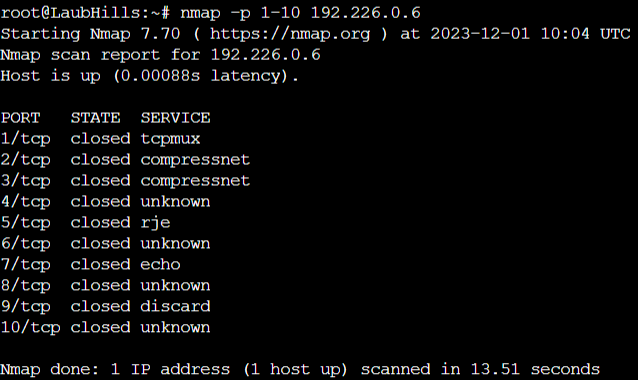 root@LaubHills:~# nmap -p 1-10 192.226.0.6
Starting Nmap 7.70 ( https://nmap.org ) at 2023-12-01 10:04 UTC
Nmap scan report for 192.226.0.6
Host is up (0.00088s latency).

PORT   STATE  SERVICE
1/tcp  closed tcpmux
2/tcp  closed compressnet
3/tcp  closed compressnet
4/tcp  closed unknown
5/tcp  closed rje
6/tcp  closed unknown
7/tcp  closed echo
8/tcp  closed unknown
9/tcp  closed discard
10/tcp closed unknown

Nmap done: 1 IP address (1 host up) scanned in 13.51 seconds